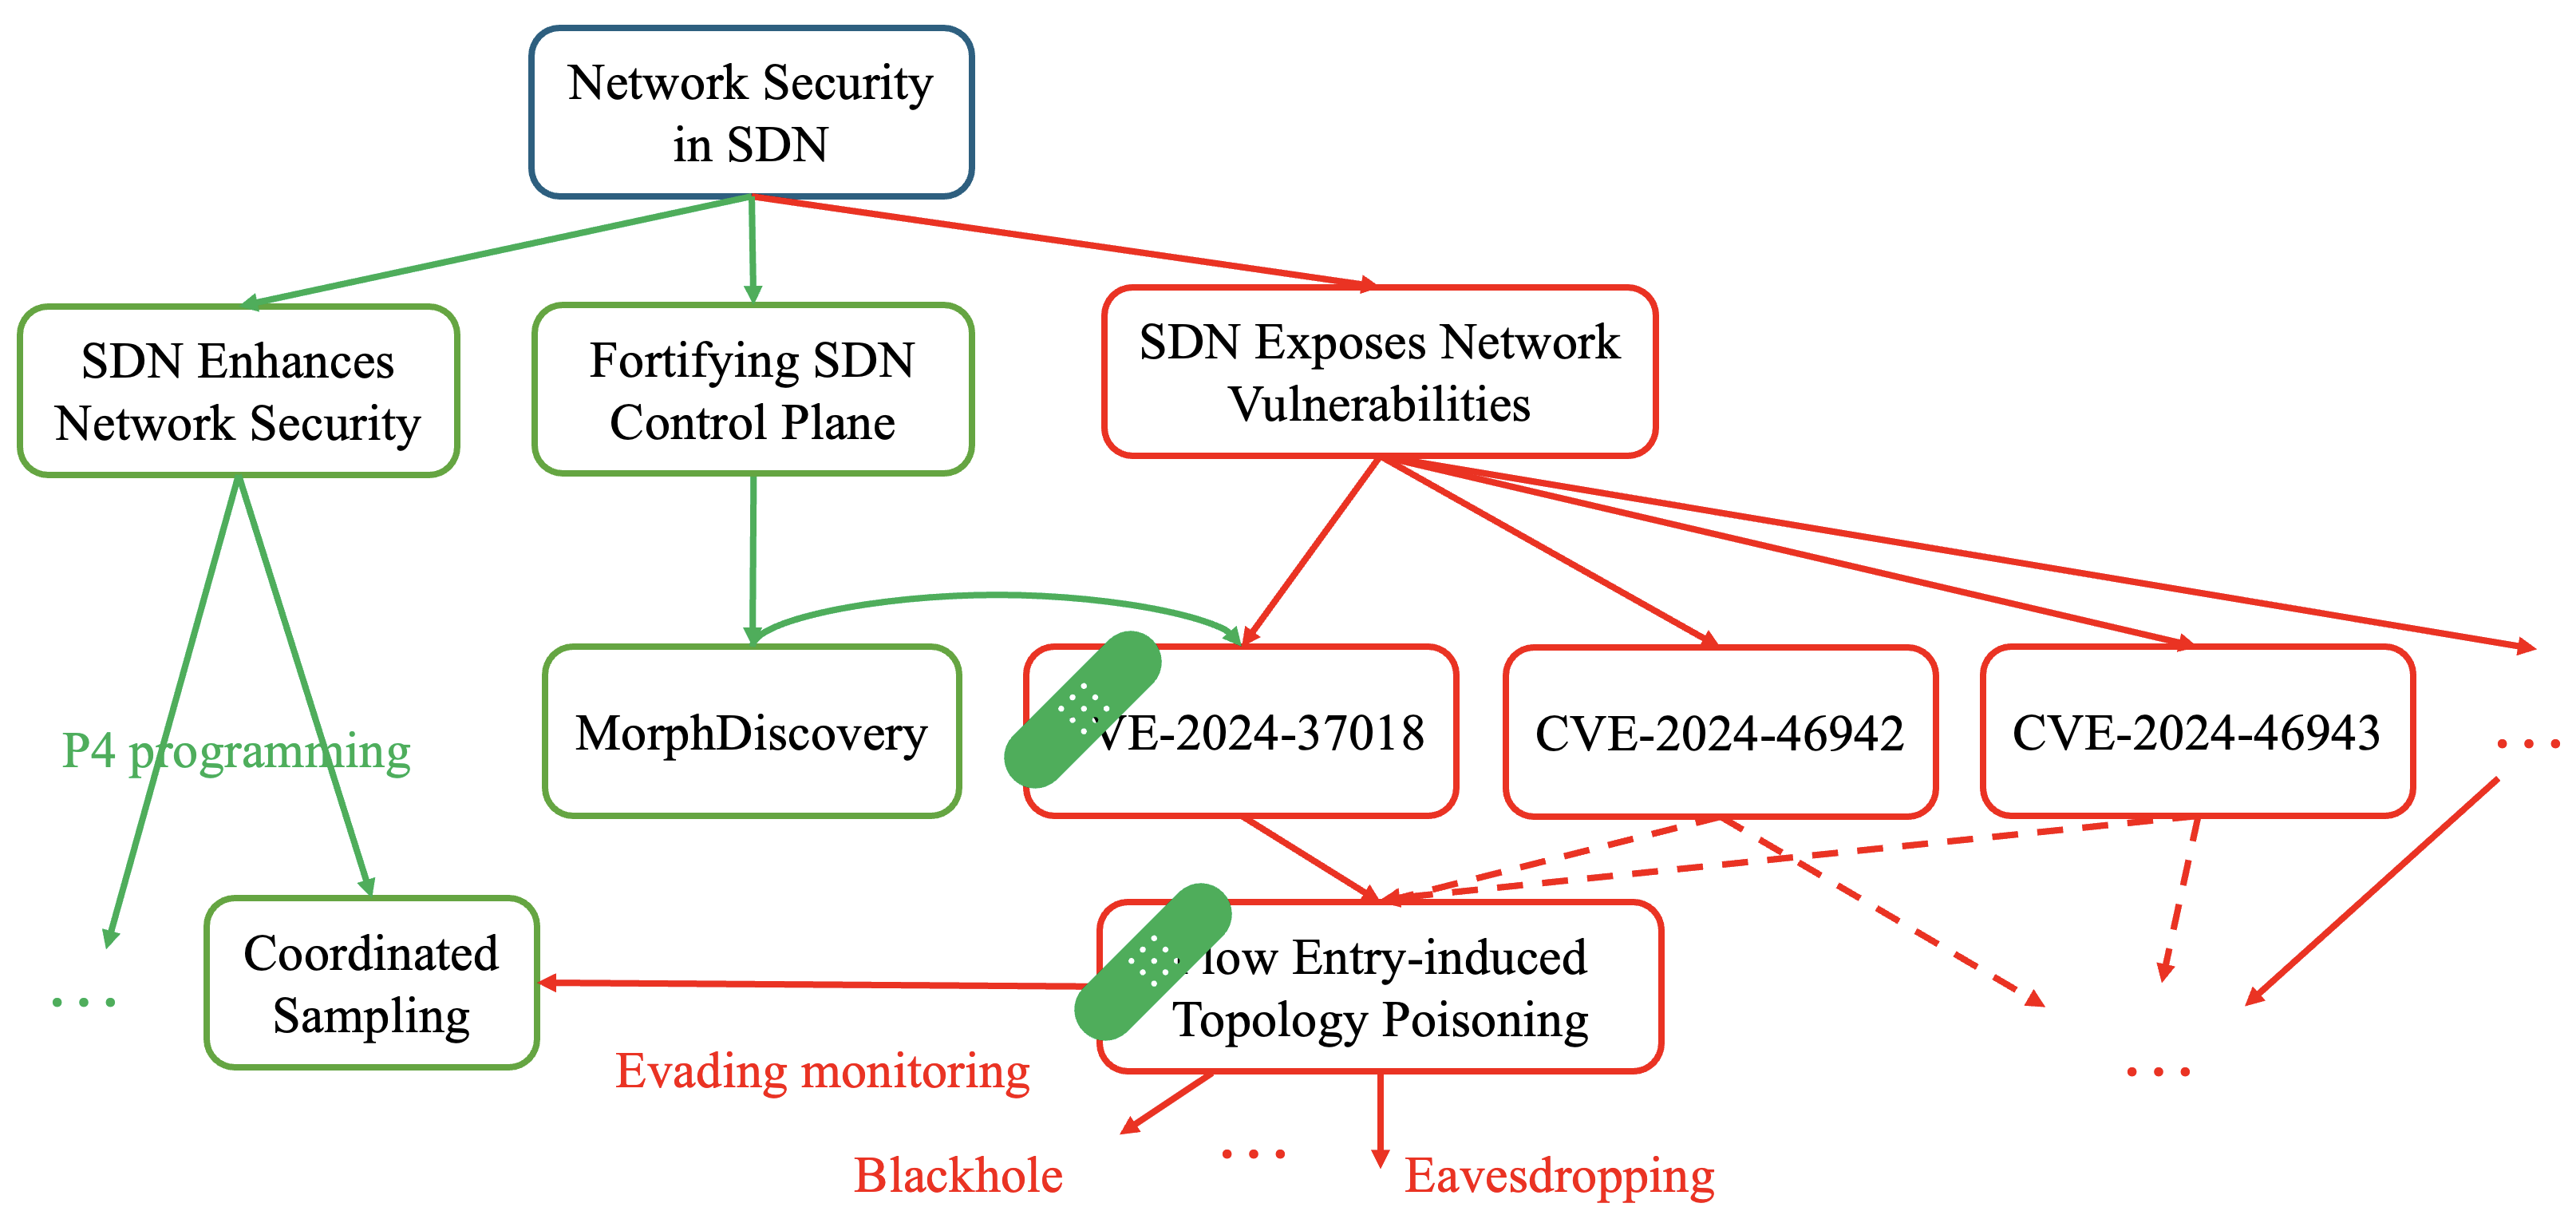 Network Security
in SDN
SDN Enhances
Network Security
Fortifying SDN
Control Plane
SDN Exposes Network
Vulnerabilities
P4 programming
MorphDiscovery
VE-2024-37018
CVE-2024-46942
CVE-2024-46943
...
...
Coordinated
Sampling
low Entry-induced
Topology Poisoning
Evading monitoring
...
Blackhole
...
Eavesdropping